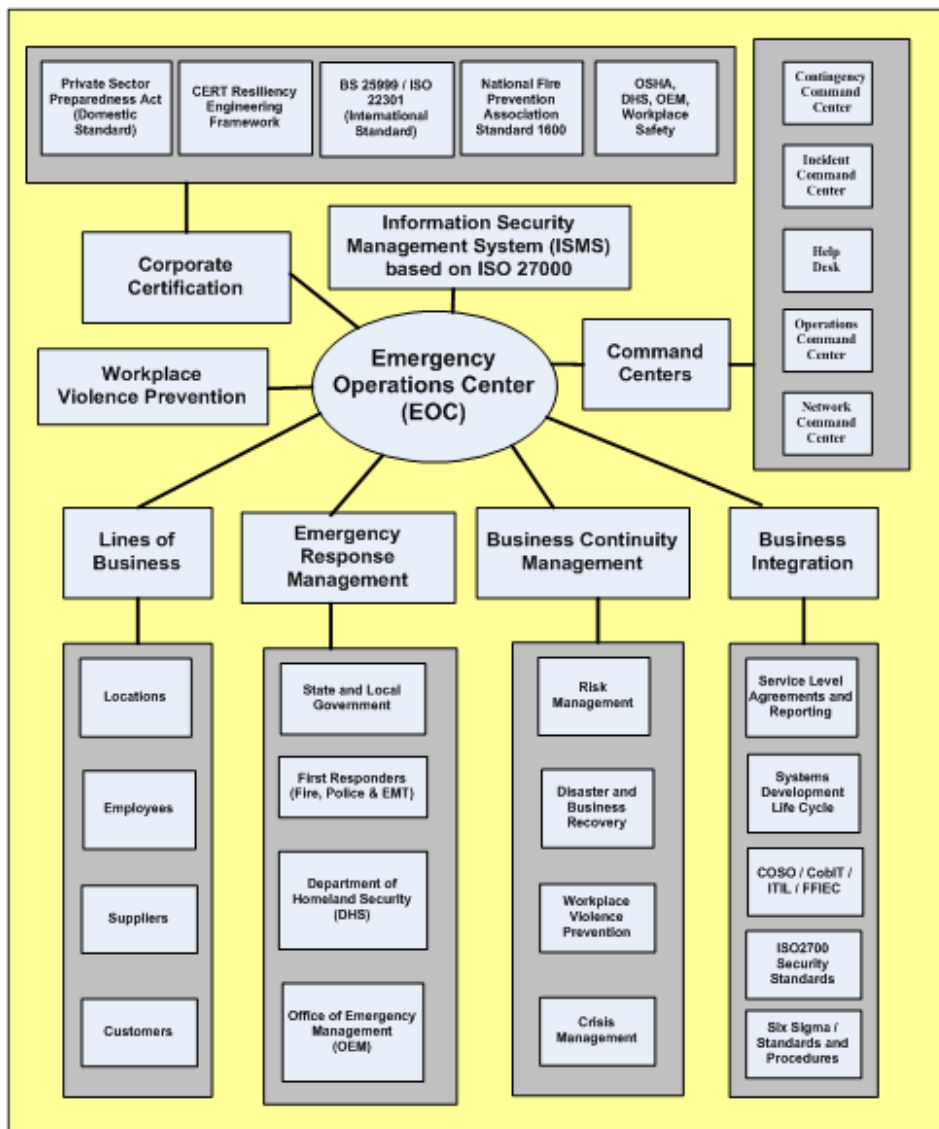 Private Sector
Preparedness Act
(Domestic
Standard)
CERT Resiliency
Engineering
Framework
BS 25999 / ISO
22301
(International
Standard)
National Fire
Prevention
Association
Standard 1600
OSHA,
DHS, OEM,
Workplace
Safety
Contingency
Command
Center
Incident
Command
Center
Help
Desk
Operations
Command
Center
Network
Command
Center
Corporate
Certification
Information Security
Management System (ISMS)
based on ISO 27000
Workplace
Violence Prevention
Emergency
Operations Center
(EOC)
Command
Centers
Lines of
Business
Emergency
Response
Management
Business Continuity
Management
Business
Integration
Locations
Employees
Suppliers
Customers
State and Local
Government
First Responders
(Fire, Police & EMT)
Department of
Homeland Security
(DHS)
Office of Emergency
Management
(OEM)
Risk
Management
Disaster and
Business
Recovery
Workplace
Violence
Prevention
Crisis
Management
Service Level
Agreements and
Reporting
Systems
Development
Life Cycle
COSO / CobIT /
ITIL / FFIEC
ISO2700
Security
Standards
Six Sigma /
Standards and
Procedures